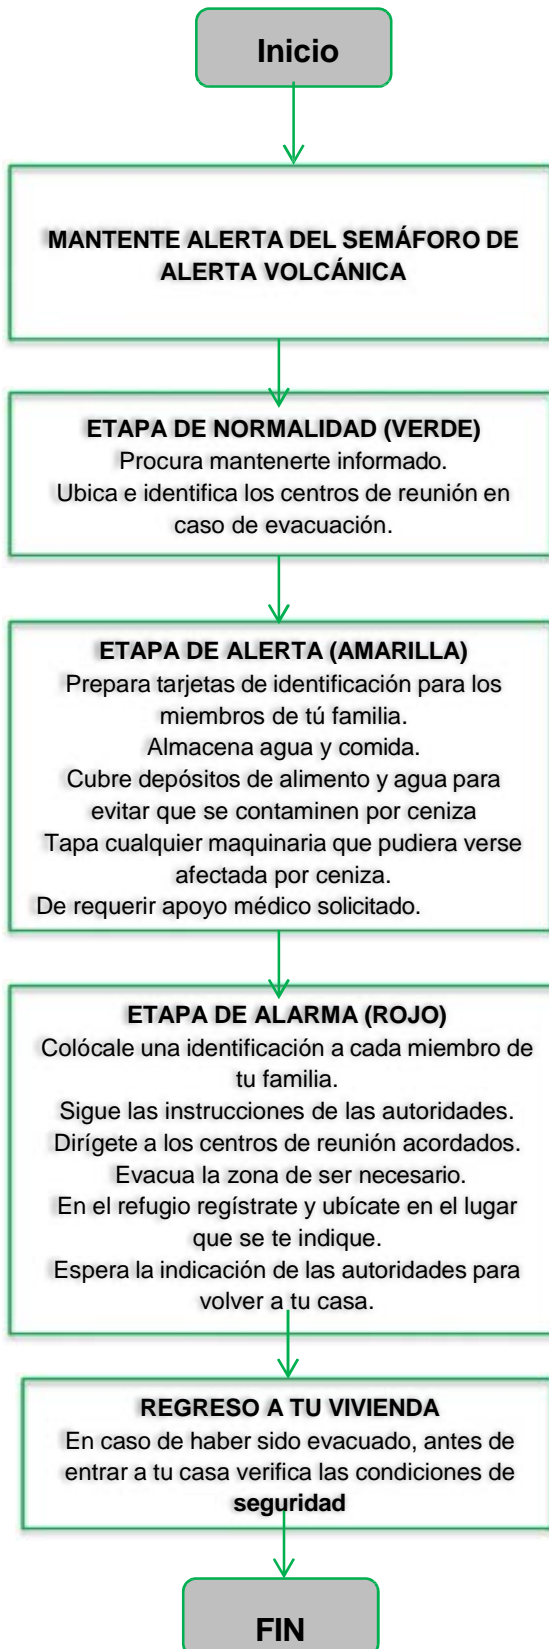 Inicio
MANTENTE ALERTA DEL SEMÁFORO DE
ALERTA VOLCÁNICA
ETAPA DE NORMALIDAD (VERDE)
Procura mantenerte informado.
Ubica e identifica los centros de reunión en
caso de evacuación.
ETAPA DE ALERTA (AMARILLA)
Prepara tarjetas de identificación para los
miembros de tú familia.
Almacena agua y comida.
Cubre depósitos de alimento y agua para
evitar que se contaminen por ceniza
Tapa cualquier maquinaria que pudiera verse
afectada por ceniza.
De requerir apoyo médico solicitado.
ETAPA DE ALARMA (ROJO)
Colócale una identificación a cada miembro de
tu familia.
Sigue las instrucciones de las autoridades.
Dirígete a los centros de reunión acordados.
Evacua la zona de ser necesario.
En el refugio regístrate y ubícate en el lugar
que se te indique.
Espera la indicación de las autoridades para
volver a tu casa.
REGRESO A TU VIVIENDA
En caso de haber sido evacuado, antes de
entrar a tu casa verifica las condiciones de
seguridad
FIN